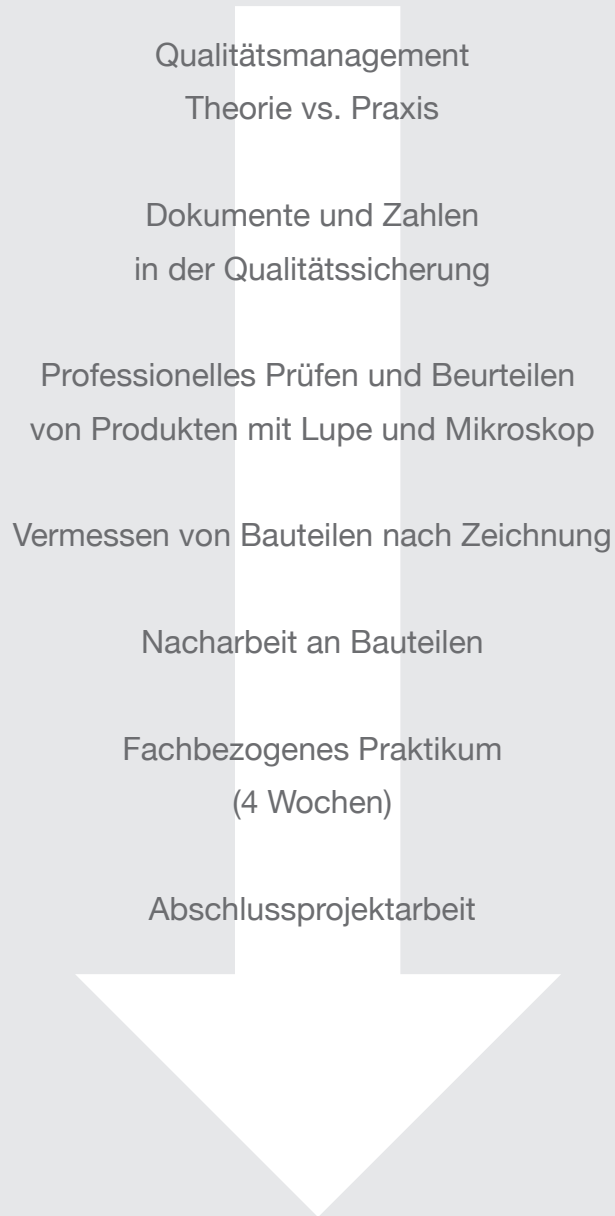 Qualitätsmanagement
Theorie vs. Praxis
Dokumente und Zahlen
in der Qualitätssicherung
Professionelles Prüfen und Beurteilen
von Produkten mit Lupe und Mikroskop
Vermessen von Bauteilen nach Zeichnung
Nacharbeit an Bauteilen
Fachbezogenes Praktikum
(4 Wochen)
Abschlussprojektarbeit